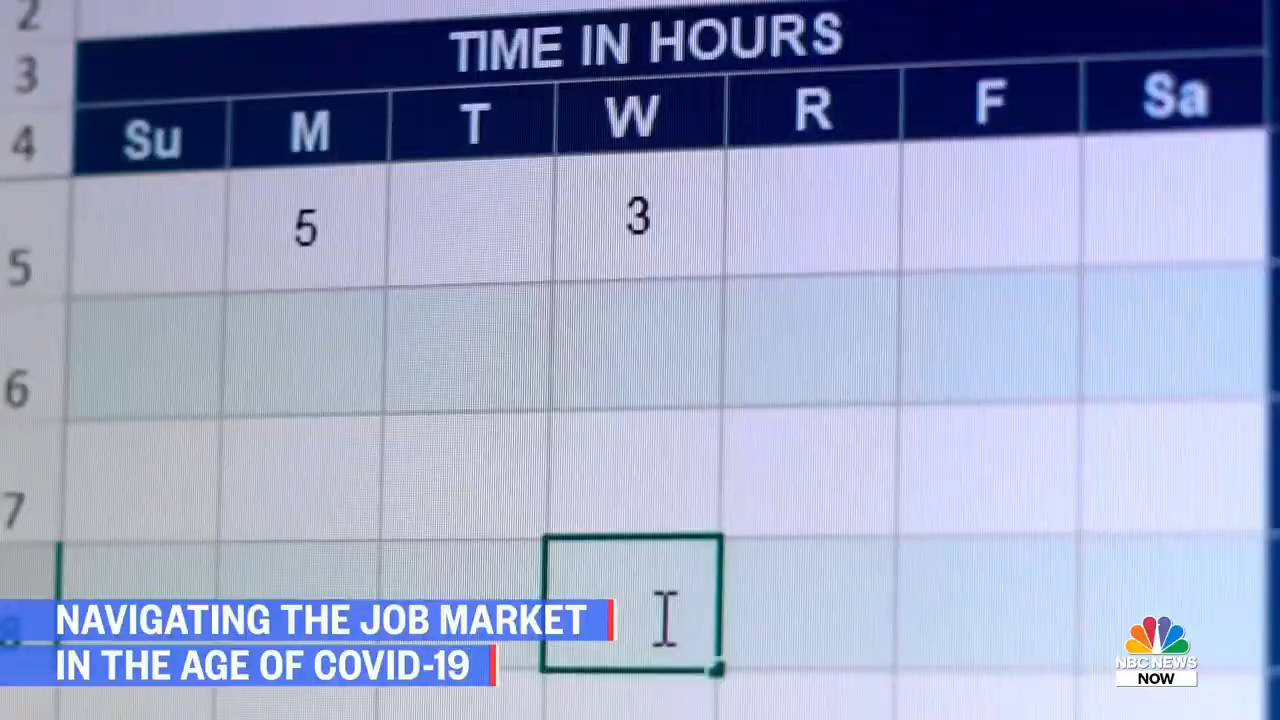 2
3 TIME IN HOURS
4 Su M T W R F Sa
5 5 3
6
7
8
NAVIGATING THE JOB MARKET
IN THE AGE OF COVID-19
NBC NEWS
NOW